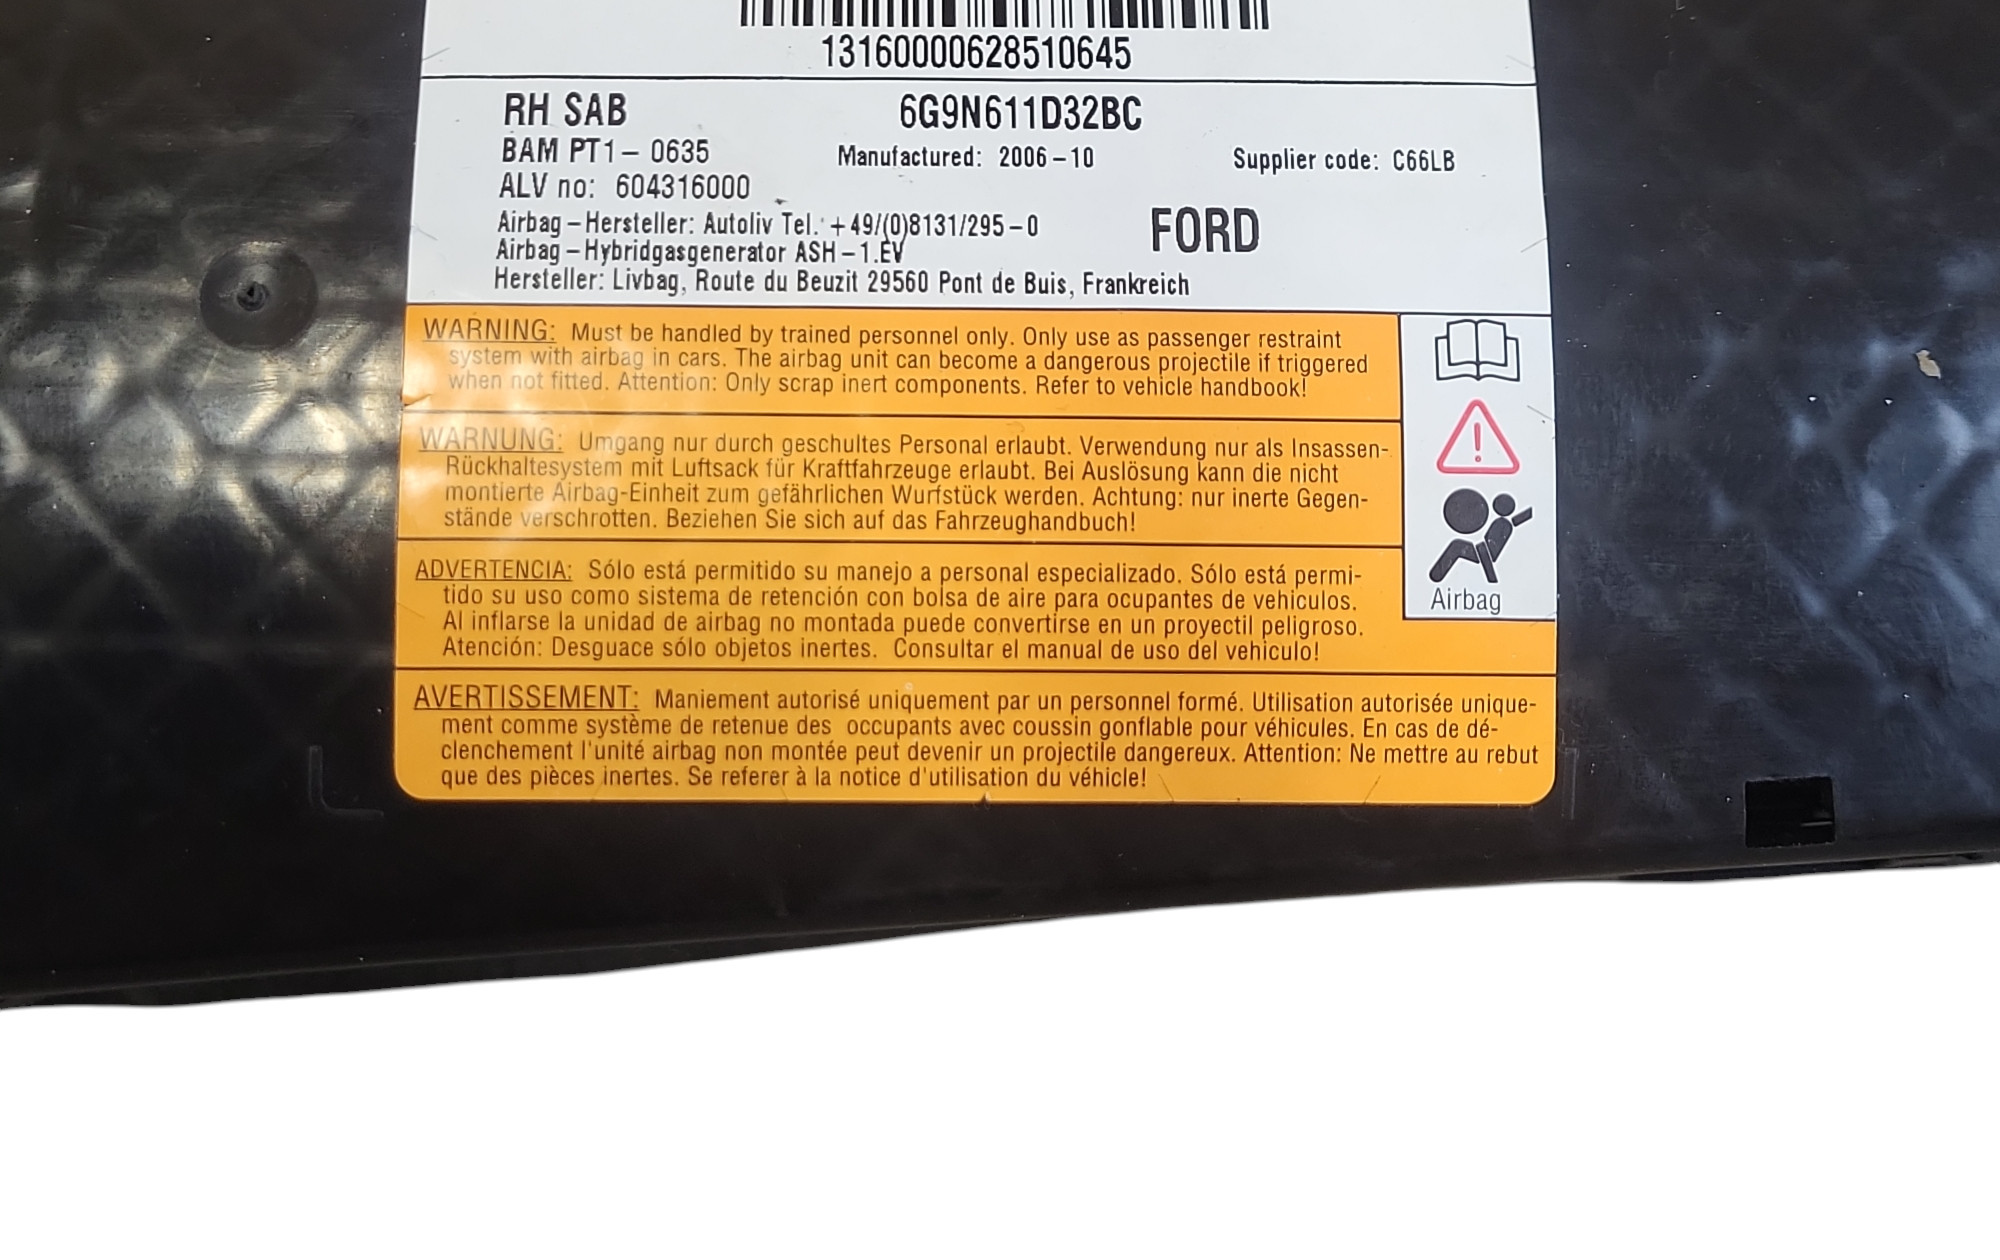 13160000628510645
RH SAB 6G9N611D32BC
BAM PT1- 0635 Manufactured: 2006-10 Supplier code: C66LB
ALV no: 604316000
Airbag-Hersteller: Autoliv Tel.: +49/(0)8131/295-0 FORD
Airbag-Hybridgasgenerator ASH-1.EV
Hersteller: Livbag, Route du Beuzit 29560 Pont de Buis, Frankreich
WARNING: Must be handled by trained personnel only. Only use as passenger restraint
system with airbag in cars. The airbag unit can become a dangerous projectile if triggered
when not fitted. Attention: Only scrap inert components. Refer to vehicle handbook!
WARNUNG: Umgang nur durch geschultes Personal erlaubt. Verwendung nur als Insassen-
Rückhaltesystem mit Luftsack für Kraftfahrzeuge erlaubt. Bei Auslösung kann die nicht
montierte Airbag-Einheit zum gefährlichen Wurfstück werden. Achtung: nur inerte Gegen-
stände verschrotten. Beziehen Sie sich auf das Fahrzeughandbuch!
Airbag
ADVERTENCIA: Sólo está permitido su manejo a personal especializado. Sólo está permi-
tido su uso como sistema de retención con bolsa de aire para ocupantes de vehiculos.
Al inflarse la unidad de airbag no montada puede convertirse en un proyectil peligroso.
Atención: Desguace sólo objetos inertes. Consultar el manual de uso del vehiculo!
AVERTISSEMENT: Maniement autorisé uniquement par un personnel formé. Utilisation autorisée unique-
ment comme système de retenue des occupants avec coussin gonflable pour véhicules. En cas de dé-
clenchement l'unité airbag non montée peut devenir un projectile dangereux. Attention: Ne mettre au rebut
que des pièces inertes. Se referer à la notice d'utilisation du véhicle!